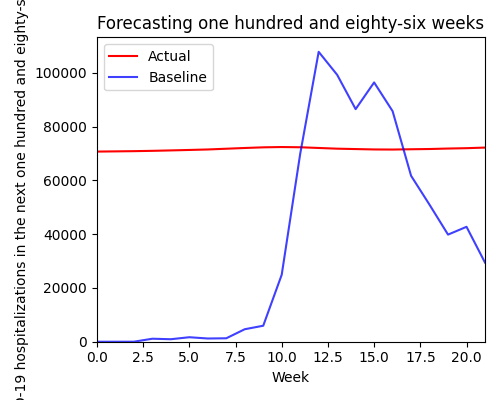 Forecasting one hundred and eighty-six weeks
Actual
Baseline
100000
80000
60000
40000
20000
0
-19 hospitalizations in the next one hundred and eighty-s
0.0 2.5 5.0 7.5 10.0 12.5 15.0 17.5 20.0
Week